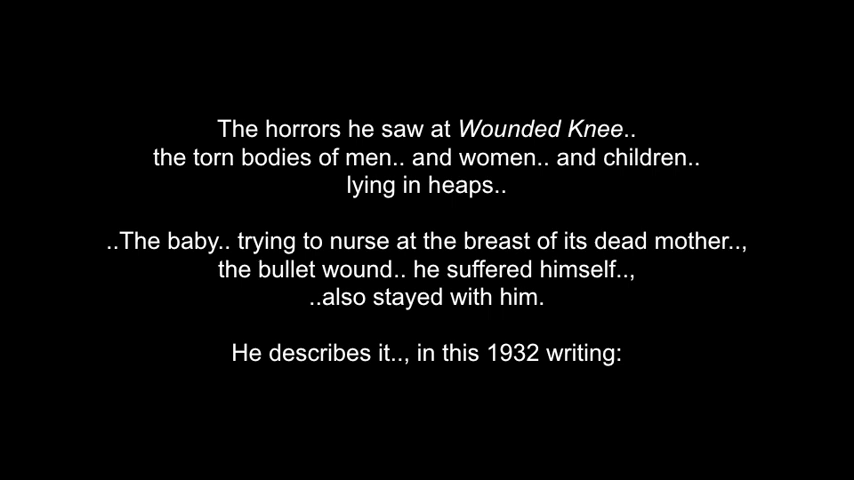 The horrors he saw at Wounded Knee..
the torn bodies of men.. and women.. and children..
lying in heaps..
..The baby.. trying to nurse at the breast of its dead mother..,
the bullet wound.. he suffered himself..,
..also stayed with him.
He describes it.., in this 1932 writing: